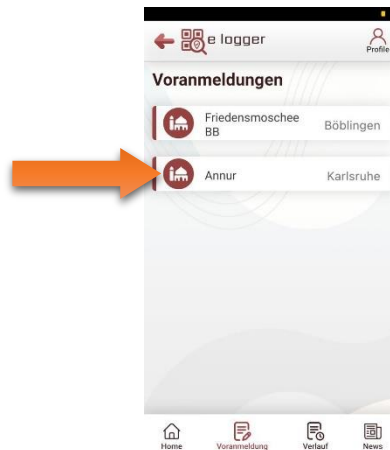 e logger
Profile
Voranmeldungen
Friedensmoschee
BB
Böblingen
Annur
Karlsruhe
Home
Voranmeldung
Verlauf
News